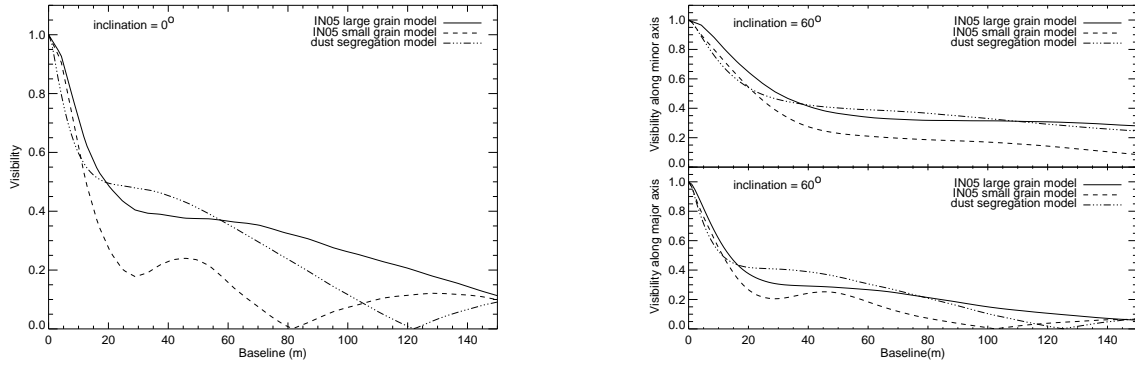 inclination = 0o
IN05 large grain model
IN05 small grain model
dust segregation model
Visibility
1.0
0.8
0.6
0.4
0.2
0.0
0 20 40 60 80 100 120 140
Baseline (m)
inclination = 60o
IN05 large grain model
IN05 small grain model
dust segregation model
Visibility along minor axis
1.0
0.8
0.6
0.4
0.2
0.0
inclination = 60o
IN05 large grain model
IN05 small grain model
dust segregation model
Visibility along major axis
1.0
0.8
0.6
0.4
0.2
0.0
0 20 40 60 80 100 120 140
Baseline(m)